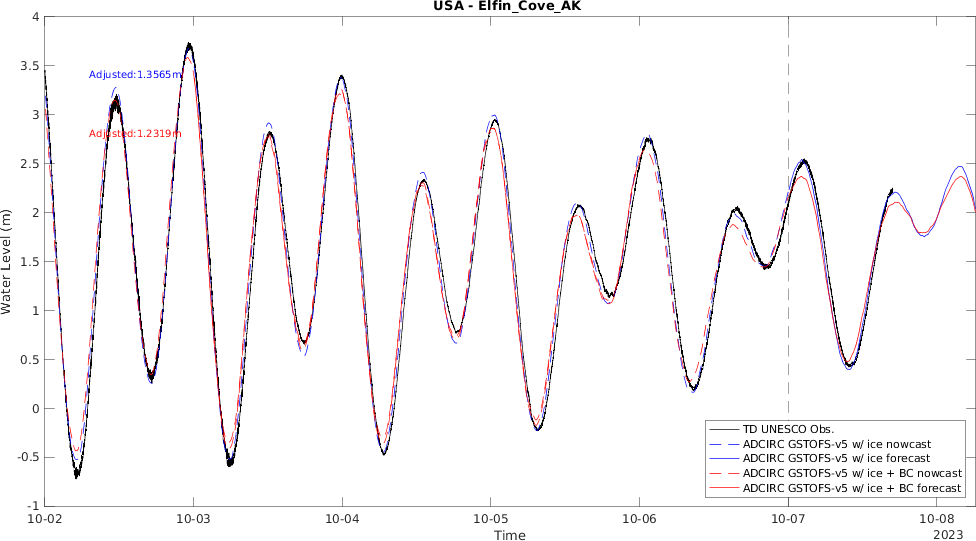 USA - Elfin_Cove_AK
4
3.5
3
2.5
2
1.5
1
0.5
0
-0.5
-1
Water Level (m)
Adjusted:1.3565m
Adjusted:1.2319m
TD UNESCO Obs.
ADCIRC GSTOFS-v5 w/ ice nowcast
ADCIRC GSTOFS-v5 w/ ice forecast
ADCIRC GSTOFS-v5 w/ ice + BC nowcast
ADCIRC GSTOFS-v5 w/ ice + BC forecast
10-02 10-03 10-04 10-05 10-06 10-07 10-08
Time
2023